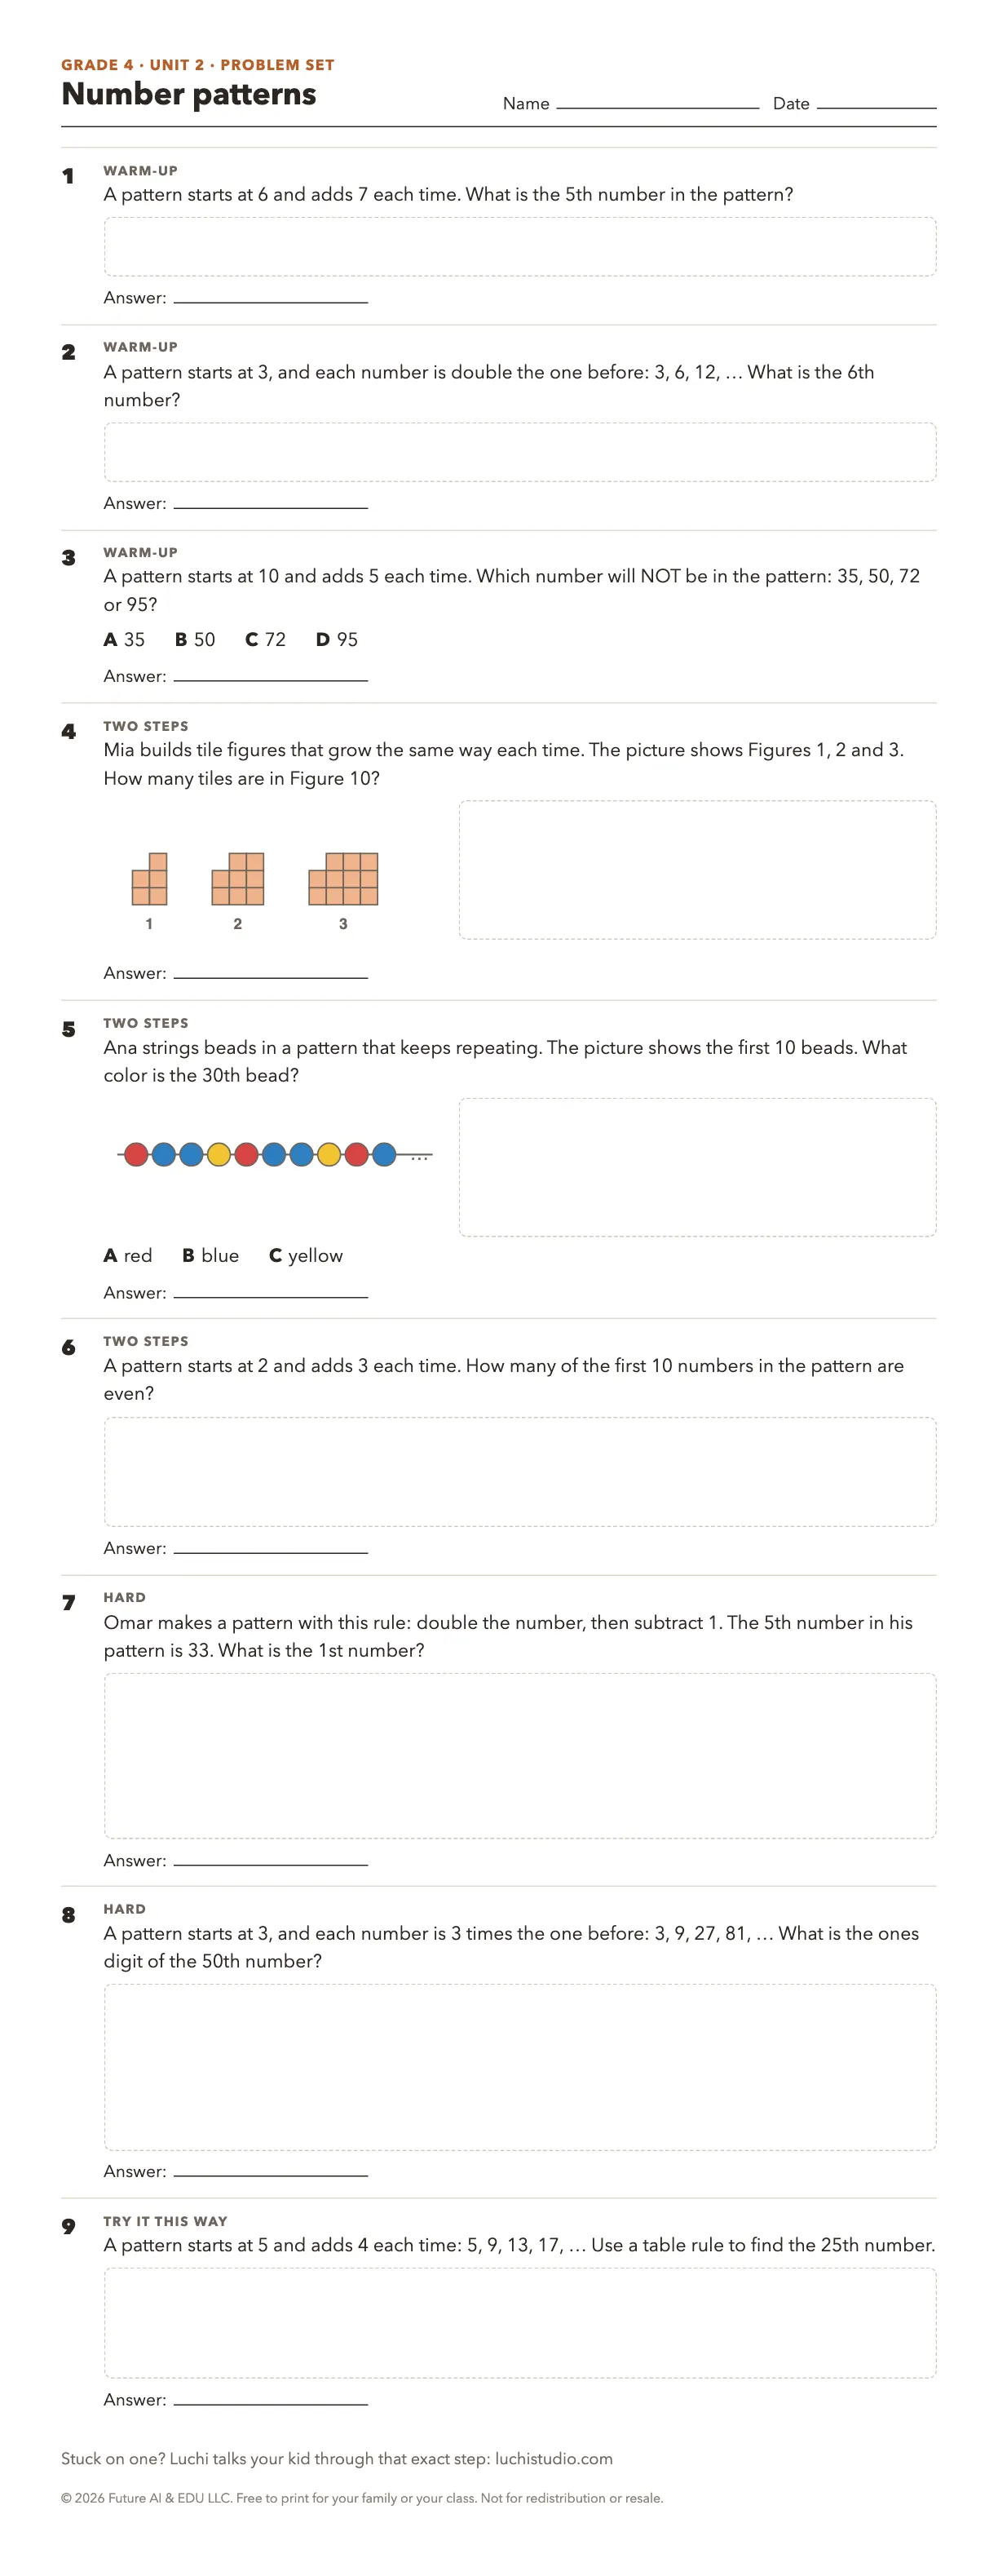 GRADE 4 · UNIT 2 · PROBLEM SET
Number patterns
Name Date
1
WARM-UP
A pattern starts at 6 and adds 7 each time. What is the 5th number in the pattern?
Answer:
2
WARM-UP
A pattern starts at 3, and each number is double the one before: 3, 6, 12, … What is the 6th
number?
Answer:
3
WARM-UP
A pattern starts at 10 and adds 5 each time. Which number will NOT be in the pattern: 35, 50, 72
or 95?
A 35 B 50 C 72 D 95
Answer:
4
TWO STEPS
Mia builds tile figures that grow the same way each time. The picture shows Figures 1, 2 and 3.
How many tiles are in Figure 10?
1 2 3
Answer:
5
TWO STEPS
Ana strings beads in a pattern that keeps repeating. The picture shows the first 10 beads. What
color is the 30th bead?
…
A red B blue C yellow
Answer:
6
TWO STEPS
A pattern starts at 2 and adds 3 each time. How many of the first 10 numbers in the pattern are
even?
Answer:
7
HARD
Omar makes a pattern with this rule: double the number, then subtract 1. The 5th number in his
pattern is 33. What is the 1st number?
Answer:
8
HARD
A pattern starts at 3, and each number is 3 times the one before: 3, 9, 27, 81, … What is the ones
digit of the 50th number?
Answer:
9
TRY IT THIS WAY
A pattern starts at 5 and adds 4 each time: 5, 9, 13, 17, … Use a table rule to find the 25th number.
Answer:
Stuck on one? Luchi talks your kid through that exact step: luchistudio.com
© 2026 Future AI & EDU LLC. Free to print for your family or your class. Not for redistribution or resale.